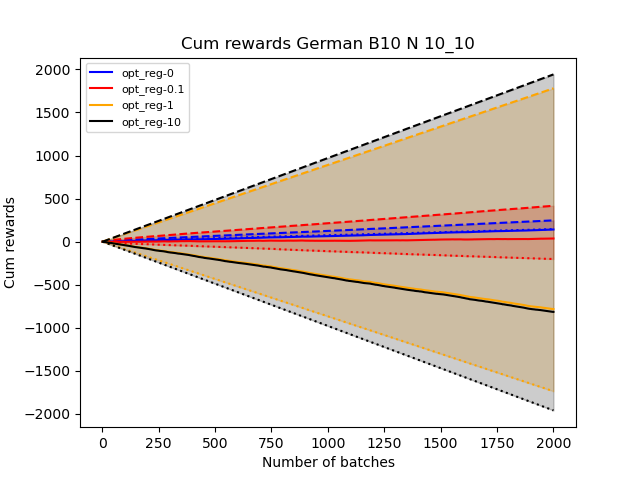 Cum rewards German B10 N 10_10
opt_reg-0
opt_reg-0.1
opt_reg-1
opt_reg-10
Cum rewards
2000
1500
1000
500
0
−500
−1000
−1500
−2000
0 250 500 750 1000 1250 1500 1750 2000
Number of batches